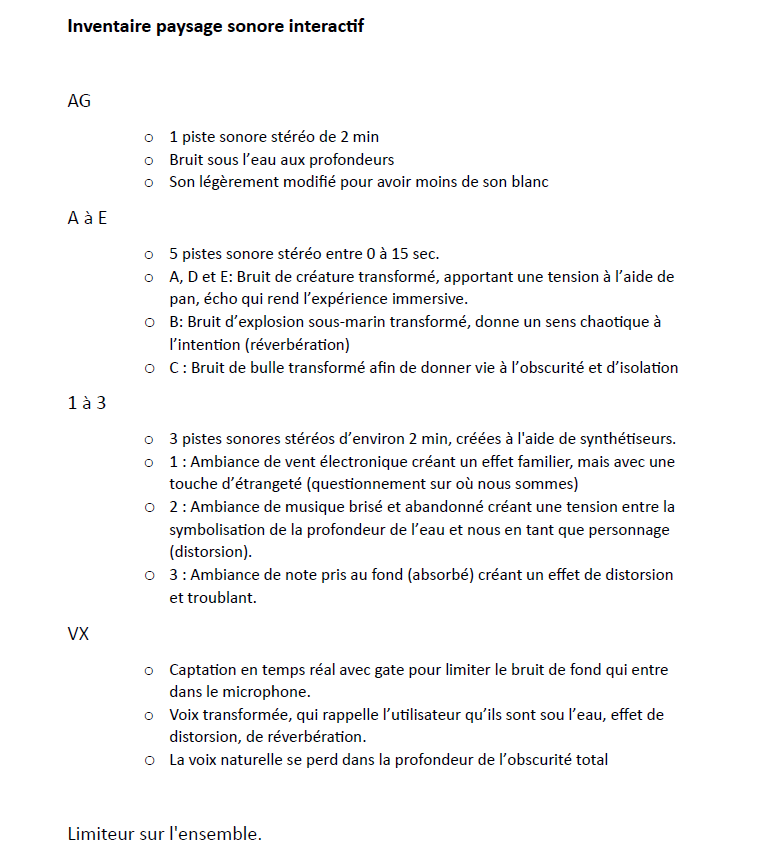 Inventaire paysage sonore interactif
AG
o 1 piste sonore stéréo de 2 min
o Bruit sous l’eau aux profondeurs
o Son légèrement modifié pour avoir moins de son blanc
A à E
o 5 pistes sonore stéréo entre 0 à 15 sec.
o A, D et E: Bruit de créature transformé, apportant une tension à l’aide de
pan, écho qui rend l’expérience immersive.
o B: Bruit d’explosion sous-marin transformé, donne un sens chaotique à
l’intention (réverbération)
o C : Bruit de bulle transformé afin de donner vie à l’obscurité et d’isolation
1 à 3
o 3 pistes sonores stéréos d’environ 2 min, créées à l'aide de synthétiseurs.
o 1 : Ambiance de vent électronique créant un effet familier, mais avec une
touche d’étrangeté (questionnement sur où nous sommes)
o 2 : Ambiance de musique brisé et abandonné créant une tension entre la
symbolisation de la profondeur de l’eau et nous en tant que personnage
(distorsion).
o 3 : Ambiance de note pris au fond (absorbé) créant un effet de distorsion
et troublant.
VX
o Captation en temps réal avec gate pour limiter le bruit de fond qui entre
dans le microphone.
o Voix transformée, qui rappelle l’utilisateur qu’ils sont sou l’eau, effet de
distorsion, de réverbération.
o La voix naturelle se perd dans la profondeur de l’obscurité total
Limiteur sur l'ensemble.